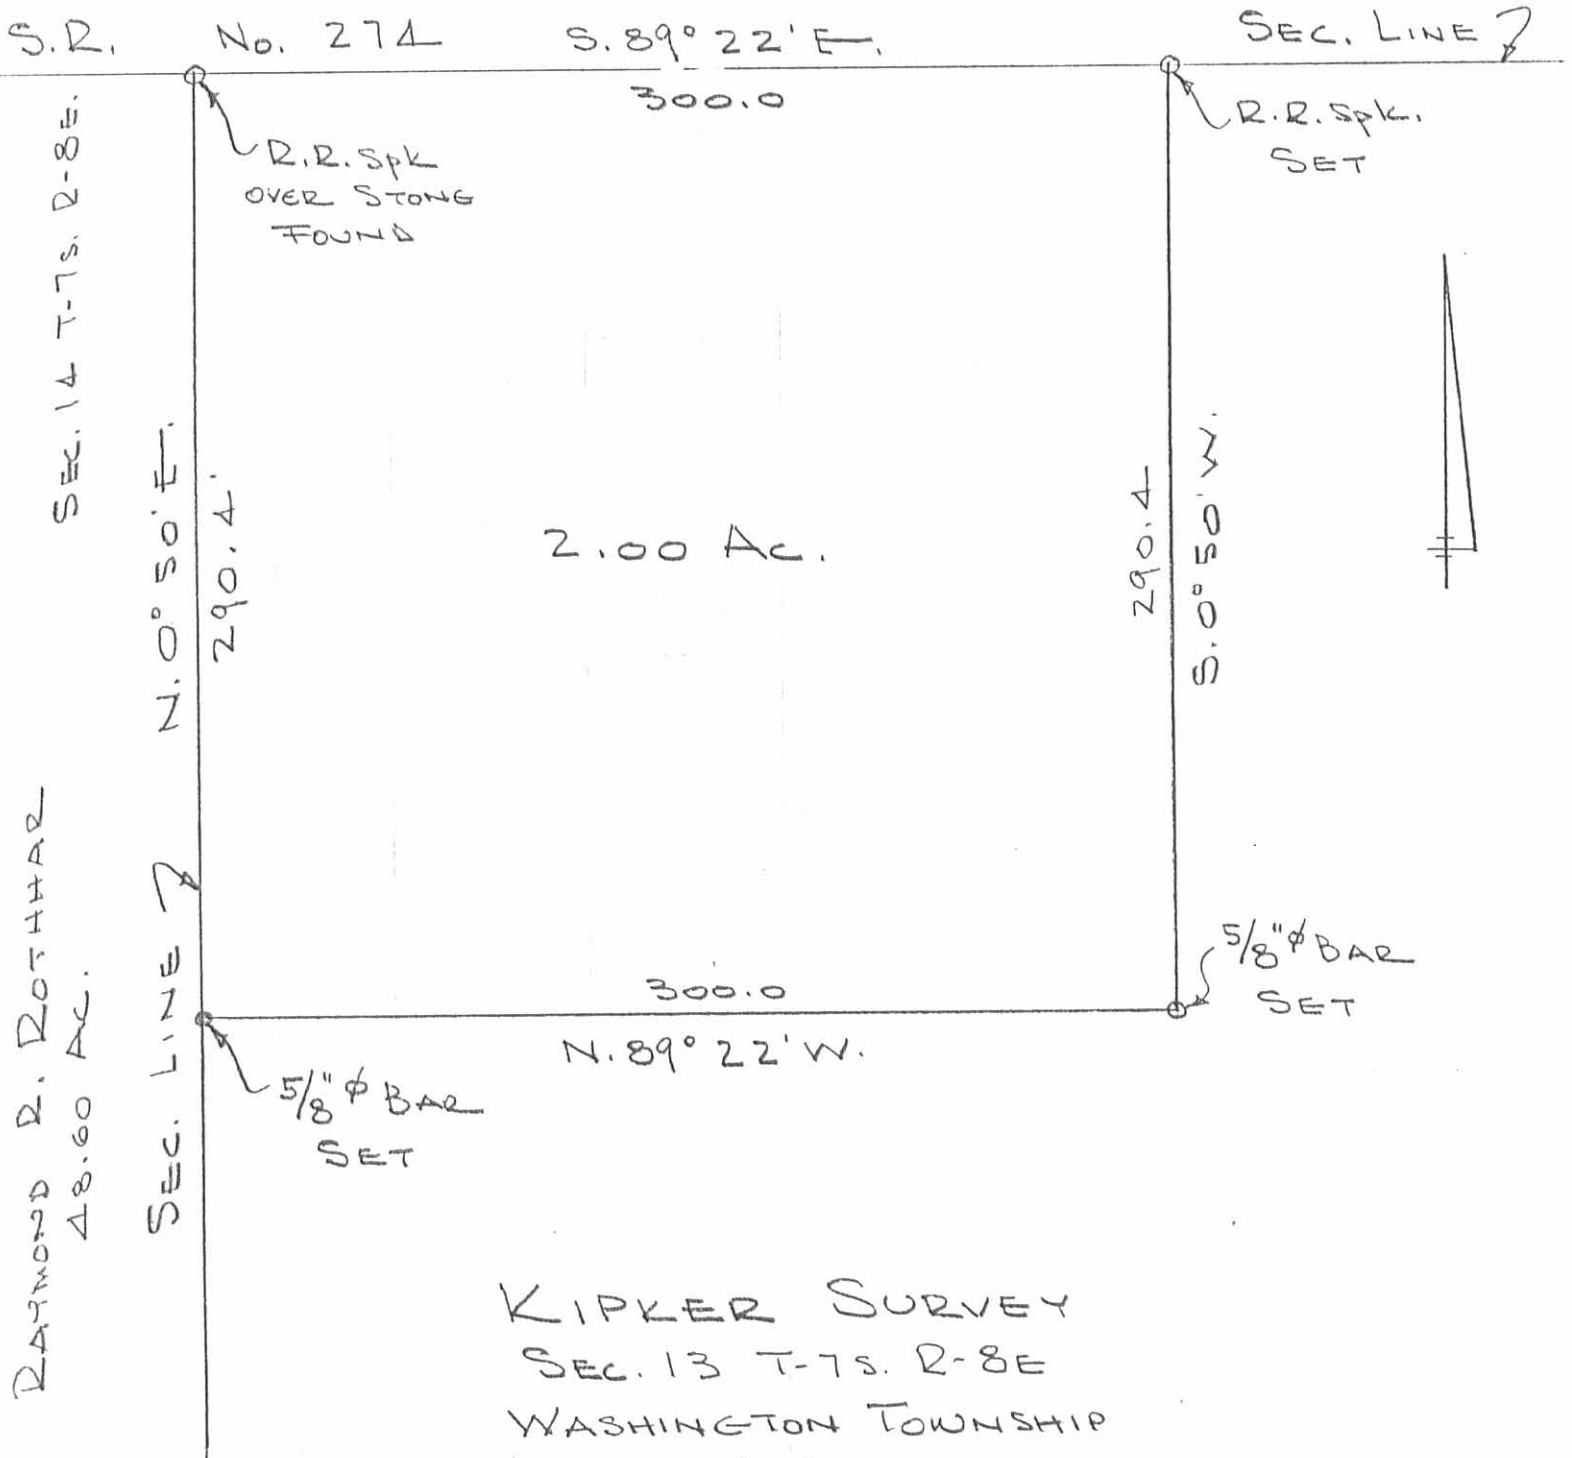 S.R. No. 274 S. 89° 22' E.
SEC. LINE
300.0
R.R. Spk
OVER STONE
FOUND
R.R. Spk.
SET
SEC. 14 T-7S. R-8E.
N. 0° 50' E.
290.4'
2.00 Ac.
290.4
S. 0° 50' W.
RAYMOND R. ROTHHAR
48.60 AC.
SEC. LINE
300.0
N. 89° 22' W.
5/8" ϕ BAR
SET
5/8" ϕ BAR
SET
KIPKER SURVEY
SEC. 13 T-7S. R-8E
WASHINGTON TOWNSHIP